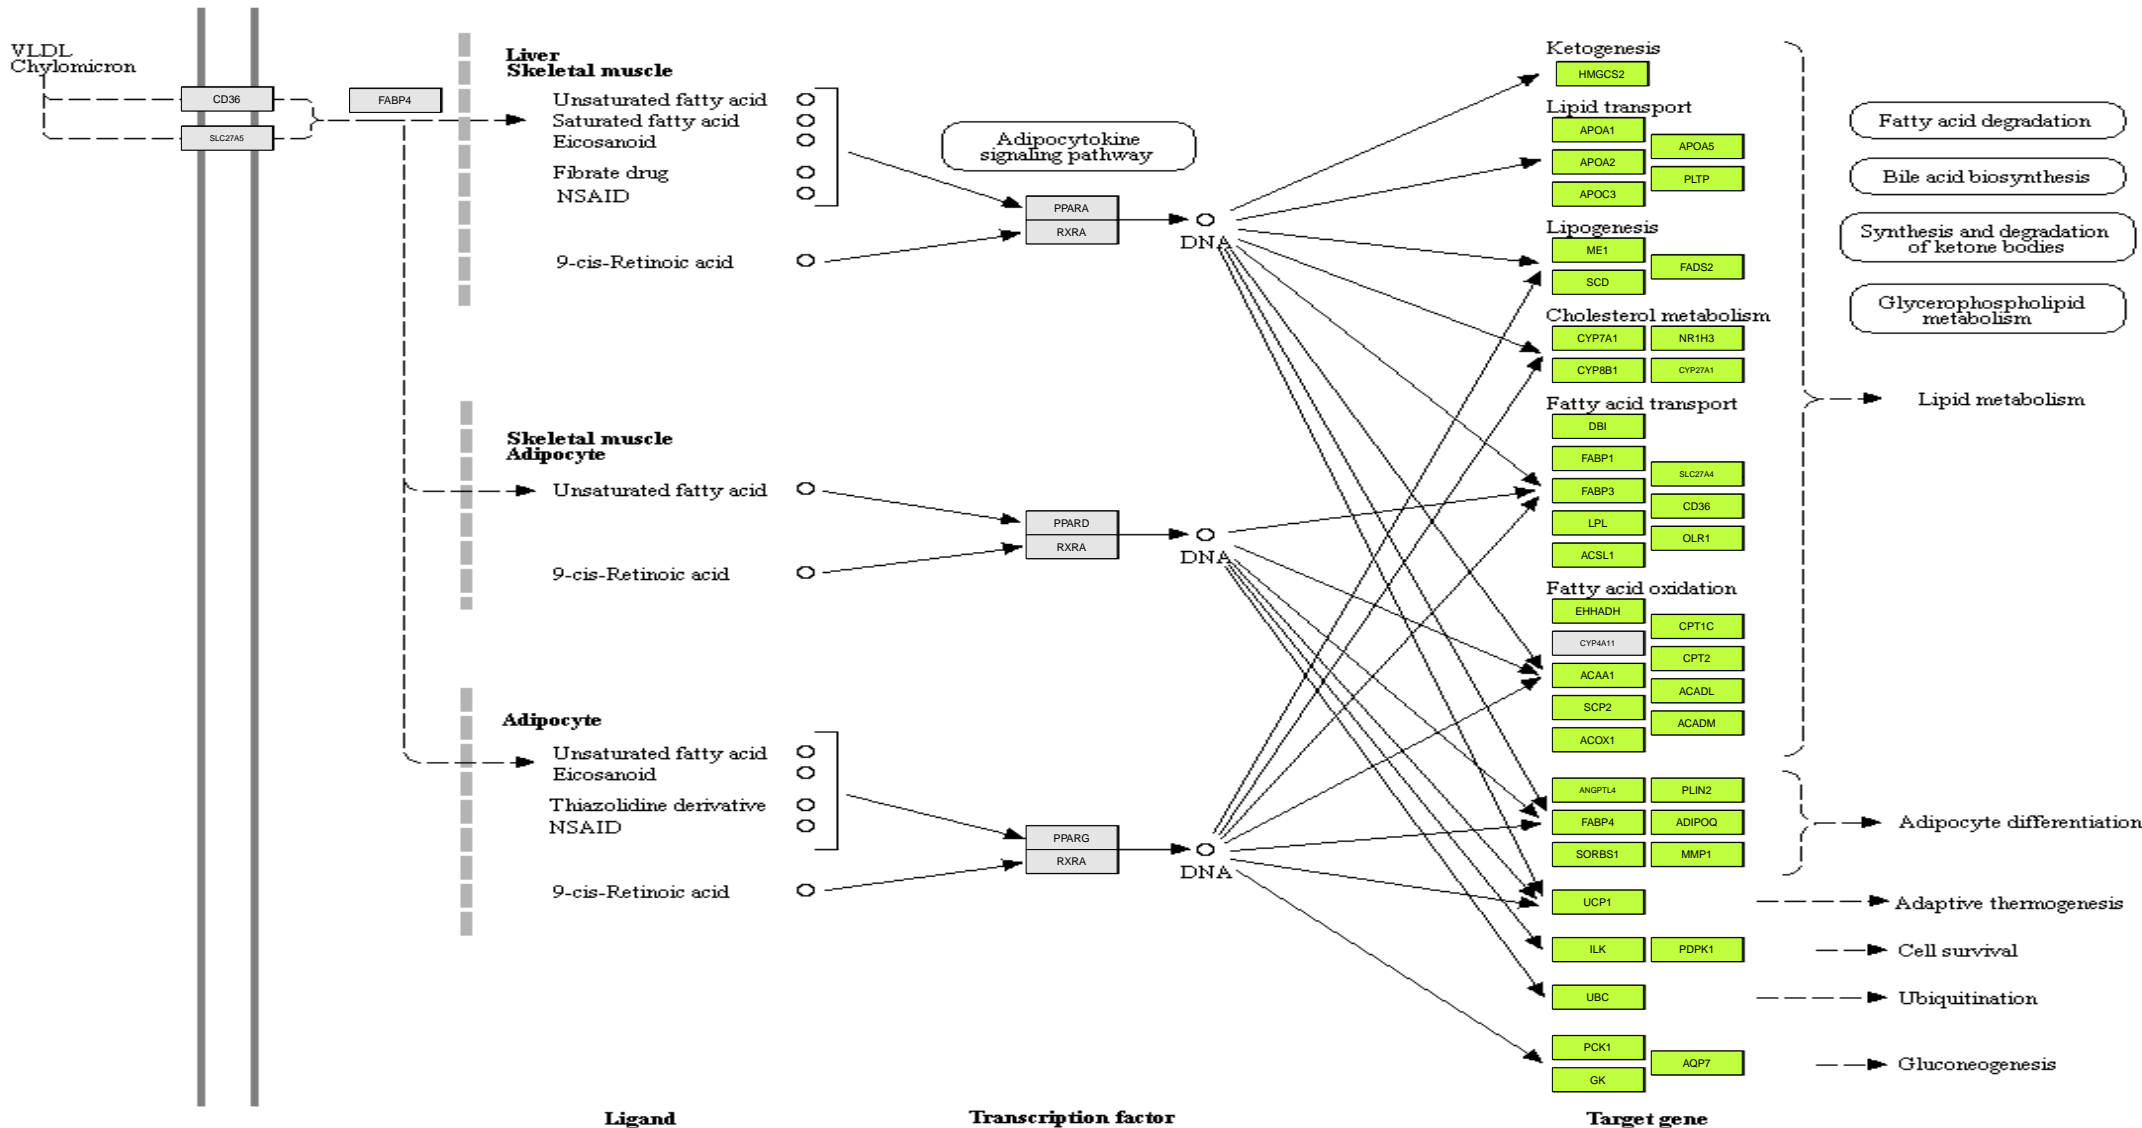 VLDL
Chylomicron
CD36
SLC27A5
FABP4
Liver
Skeletal muscle
Unsaturated fatty acid
Saturated fatty acid
Eicosanoid
Fibrate drug
NSAID
9-cis-Retinoic acid
Skeletal muscle
Adipocyte
Unsaturated fatty acid
9-cis-Retinoic acid
Adipocyte
Unsaturated fatty acid
Eicosanoid
Thiazolidine derivative
NSAID
9-cis-Retinoic acid
Ligand
Adipocytokine
signaling pathway
PPARA
RXRA
DNA
PPARD
RXRA
DNA
PPARG
RXRA
DNA
Transcription factor
Ketogenesis
HMGCS2
Lipid transport
APOA1
APOA5
APOA2
PLTP
APOC3
Lipogenesis
ME1
FADS2
SCD
Cholesterol metabolism
CYP7A1 NR1H3
CYP8B1 CYP27A1
Fatty acid transport
DBI
FABP1
SLC27A4
FABP3
CD36
LPL
OLR1
ACSL1
Fatty acid oxidation
EHHADH
CPT1C
CYP4A11
CPT2
ACAA1
ACADL
SCP2
ACADM
ACOX1
ANGPTL4 PLIN2
FABP4 ADIPOQ
SORBS1 MMP1
UCP1
ILK PDPK1
UBC
PCK1
AQP7
GK
Target gene
Fatty acid degradation
Bile acid biosynthesis
Synthesis and degradation
of ketone bodies
Glycerophospholipid
metabolism
Lipid metabolism
Adipocyte differentiation
Adaptive thermogenesis
Cell survival
Ubiquitination
Gluconeogenesis